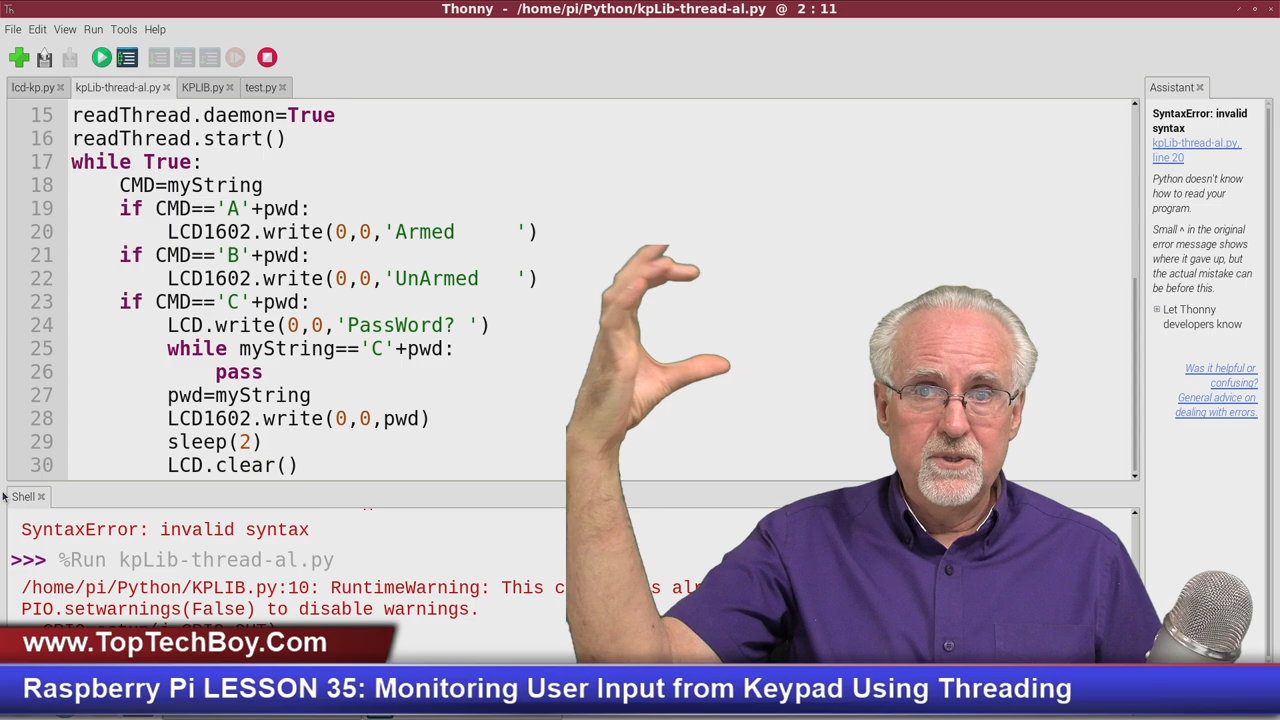 Thonny - /home/pi/Python/kpLib-thread-al.py @ 2 : 11
File Edit View Run Tools Help
lcd-kp.py kpLib-thread-al.py KPLIB.py test.py
15 readThread.daemon=True
16 readThread.start()
17 while True:
18 CMD=myString
19 if CMD=='A'+pwd:
20 LCD1602.write(0,0,'Armed     ')
21 if CMD=='B'+pwd:
22 LCD1602.write(0,0,'UnArmed   ')
23 if CMD=='C'+pwd:
24 LCD.write(0,0,'PassWord? ')
25 while myString=='C'+pwd:
26 pass
27 pwd=myString
28 LCD1602.write(0,0,pwd)
29 sleep(2)
30 LCD.clear()
Assistant
SyntaxError: invalid
syntax
kpLib-thread-al.py,
line 20
Python doesn't know
how to read your
program.
Small ^ in the original
error message shows
where it gave up, but
the actual mistake can
be before this.
Let Thonny
developers know
Was it helpful or
confusing?
General advice on
dealing with errors.
Shell
SyntaxError: invalid syntax
>>> %Run kpLib-thread-al.py
/home/pi/Python/KPLIB.py:10: RuntimeWarning: This
PIO.setwarnings(False) to disable warnings.
www.TopTechBoy.Com
Raspberry Pi LESSON 35: Monitoring User Input from Keypad Using Threading